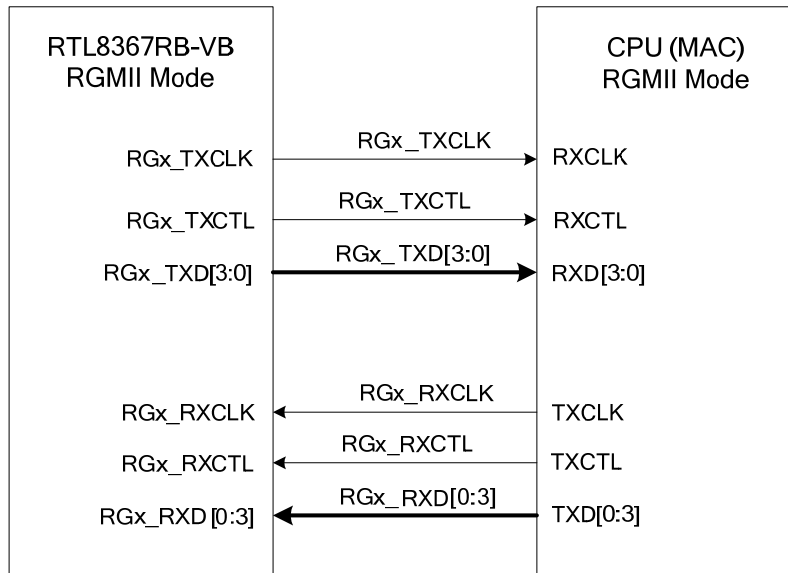 RTL8367RB-VB
RGMII Mode
CPU (MAC)
RGMII Mode
RGx_TXCLK
RGx_TXCLK
RXCLK
RGx_TXCTL
RGx_TXCTL
RXCTL
RGx_TXD[3:0]
RGx_TXD[3:0]
RXD[3:0]
RGx_RXCLK
RGx_RXCLK
TXCLK
RGx_RXCTL
RGx_RXCTL
TXCTL
RGx_RXD[0:3]
RGx_RXD[0:3]
TXD[0:3]